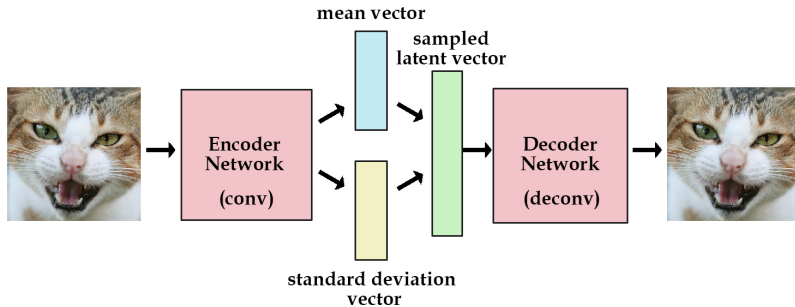 mean vector
sampled
latent vector
Encoder
Network
(conv)
Decoder
Network
(deconv)
standard deviation
vector